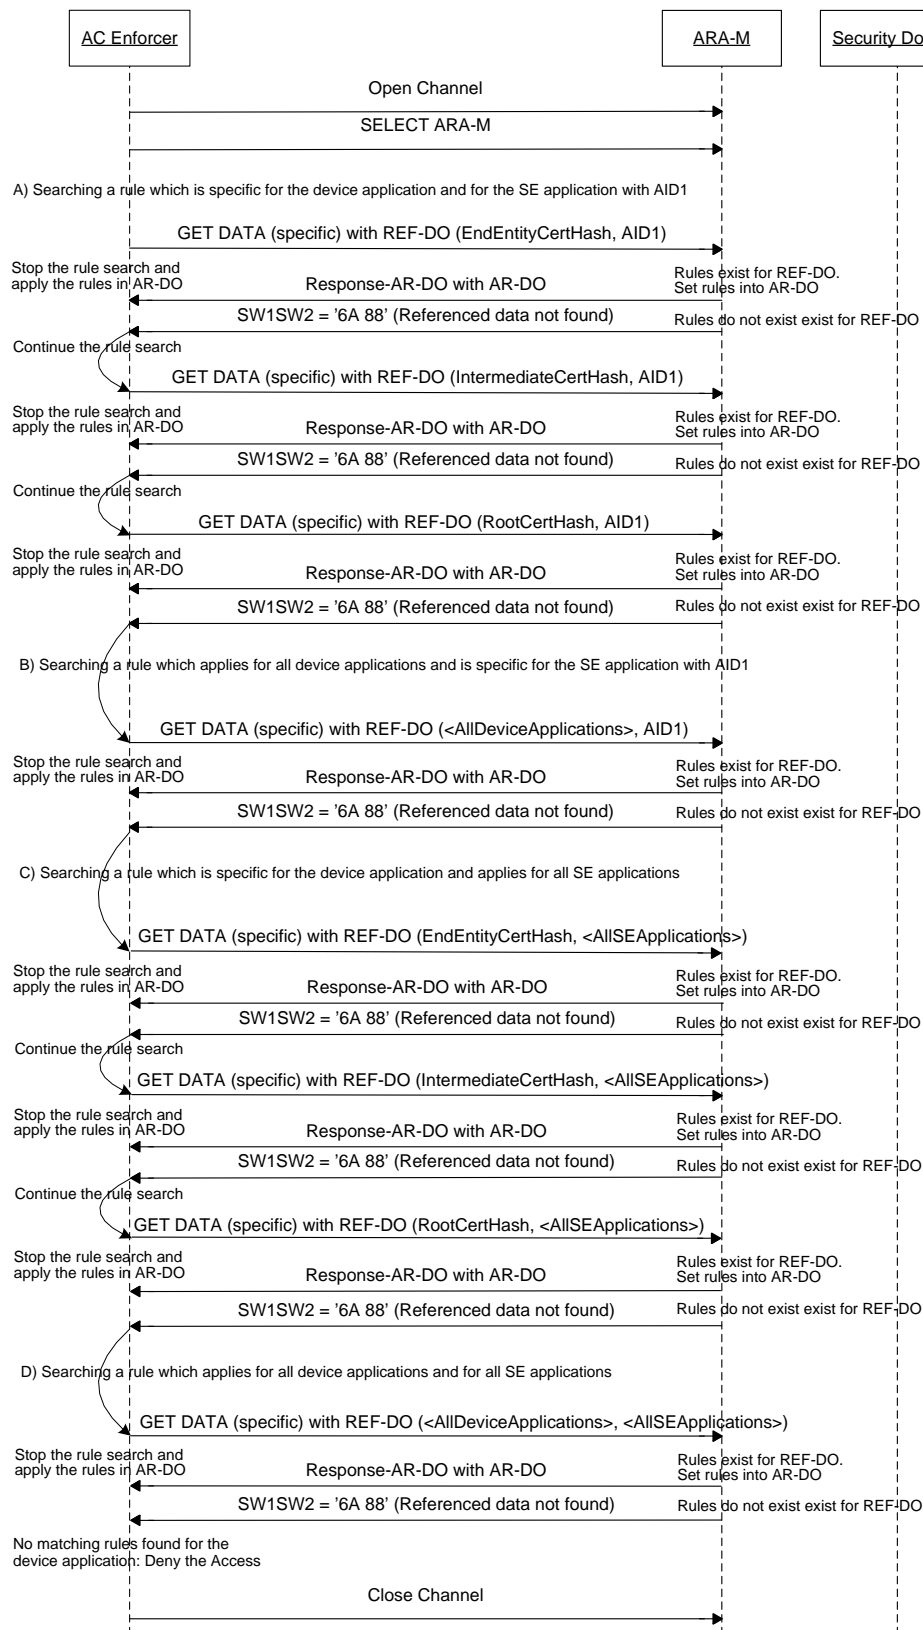 AC Enforcer
ARA-M
Security Do
Open Channel
SELECT ARA-M
A) Searching a rule which is specific for the device application and for the SE application with AID1
GET DATA (specific) with REF-DO (EndEntityCertHash, AID1)
Stop the rule search and
apply the rules in AR-DO
Response-AR-DO with AR-DO
Rules exist for REF-DO.
Set rules into AR-DO
SW1SW2 = '6A 88' (Referenced data not found)
Rules do not exist exist for REF-DO
Continue the rule search
GET DATA (specific) with REF-DO (IntermediateCertHash, AID1)
Stop the rule search and
apply the rules in AR-DO
Response-AR-DO with AR-DO
Rules exist for REF-DO.
Set rules into AR-DO
SW1SW2 = '6A 88' (Referenced data not found)
Rules do not exist exist for REF-DO
Continue the rule search
GET DATA (specific) with REF-DO (RootCertHash, AID1)
Stop the rule search and
apply the rules in AR-DO
Response-AR-DO with AR-DO
Rules exist for REF-DO.
Set rules into AR-DO
SW1SW2 = '6A 88' (Referenced data not found)
Rules do not exist exist for REF-DO
B) Searching a rule which applies for all device applications and is specific for the SE application with AID1
GET DATA (specific) with REF-DO (<AllDeviceApplications>, AID1)
Stop the rule search and
apply the rules in AR-DO
Response-AR-DO with AR-DO
Rules exist for REF-DO.
Set rules into AR-DO
SW1SW2 = '6A 88' (Referenced data not found)
Rules do not exist exist for REF-DO
C) Searching a rule which is specific for the device application and applies for all SE applications
GET DATA (specific) with REF-DO (EndEntityCertHash, <AllSEApplications>)
Stop the rule search and
apply the rules in AR-DO
Response-AR-DO with AR-DO
Rules exist for REF-DO.
Set rules into AR-DO
SW1SW2 = '6A 88' (Referenced data not found)
Rules do not exist exist for REF-DO
Continue the rule search
GET DATA (specific) with REF-DO (IntermediateCertHash, <AllSEApplications>)
Stop the rule search and
apply the rules in AR-DO
Response-AR-DO with AR-DO
Rules exist for REF-DO.
Set rules into AR-DO
SW1SW2 = '6A 88' (Referenced data not found)
Rules do not exist exist for REF-DO
Continue the rule search
GET DATA (specific) with REF-DO (RootCertHash, <AllSEApplications>)
Stop the rule search and
apply the rules in AR-DO
Response-AR-DO with AR-DO
Rules exist for REF-DO.
Set rules into AR-DO
SW1SW2 = '6A 88' (Referenced data not found)
Rules do not exist exist for REF-DO
D) Searching a rule which applies for all device applications and for all SE applications
GET DATA (specific) with REF-DO (<AllDeviceApplications>, <AllSEApplications>)
Stop the rule search and
apply the rules in AR-DO
Response-AR-DO with AR-DO
Rules exist for REF-DO.
Set rules into AR-DO
SW1SW2 = '6A 88' (Referenced data not found)
Rules do not exist exist for REF-DO
No matching rules found for the
device application: Deny the Access
Close Channel